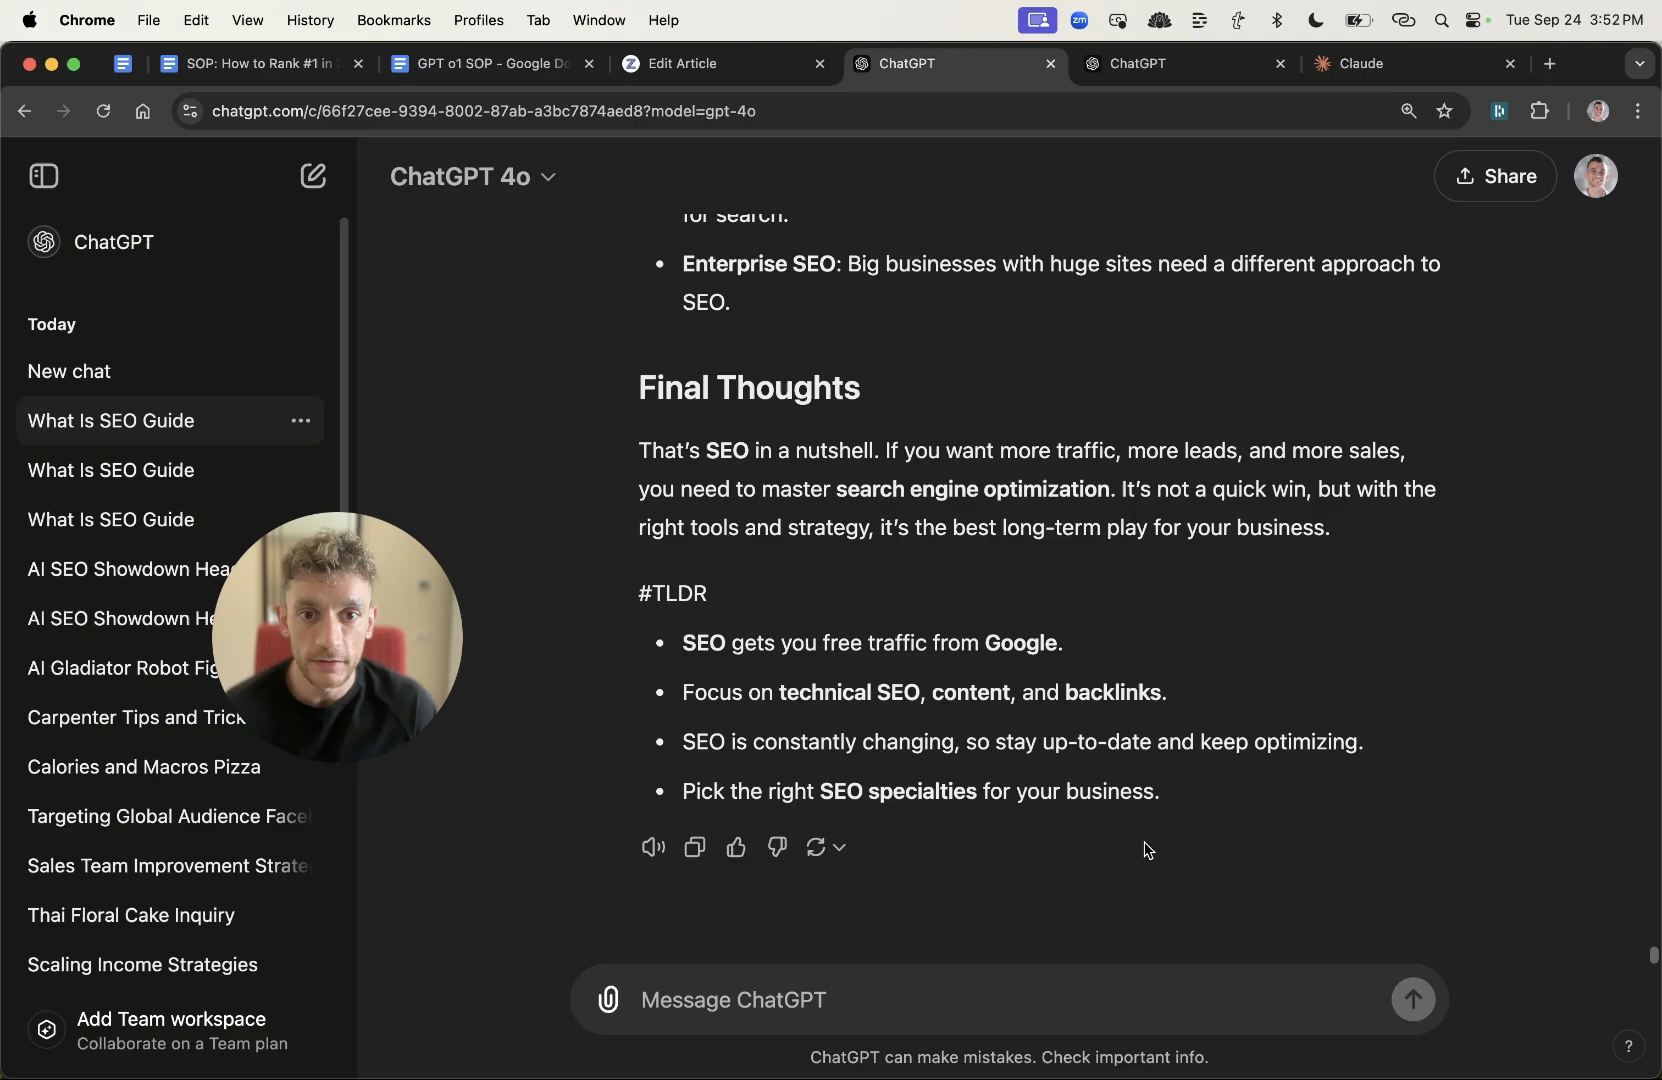 Chrome File Edit View History Bookmarks Profiles Tab Window Help zm Tue Sep 24 3:52 PM
SOP: How to Rank #1 in GPT o1 SOP - Google Do Edit Article ChatGPT ChatGPT Claude
chatgpt.com/c/66f27cee-9394-8002-87ab-a3bc7874aed8?model=gpt-4o
ChatGPT 4o
Share
ChatGPT
Today
New chat
What Is SEO Guide
What Is SEO Guide
What Is SEO Guide
AI SEO Showdown Hea
AI SEO Showdown He
AI Gladiator Robot Fig
Carpenter Tips and Trick
Calories and Macros Pizza
Targeting Global Audience Face
Sales Team Improvement Strate
Thai Floral Cake Inquiry
Scaling Income Strategies
Add Team workspace
Collaborate on a Team plan
for search.
• Enterprise SEO: Big businesses with huge sites need a different approach to
SEO.
Final Thoughts
That's SEO in a nutshell. If you want more traffic, more leads, and more sales,
you need to master search engine optimization. It's not a quick win, but with the
right tools and strategy, it's the best long-term play for your business.
#TLDR
• SEO gets you free traffic from Google.
• Focus on technical SEO, content, and backlinks.
• SEO is constantly changing, so stay up-to-date and keep optimizing.
• Pick the right SEO specialties for your business.
Message ChatGPT
ChatGPT can make mistakes. Check important info.
?